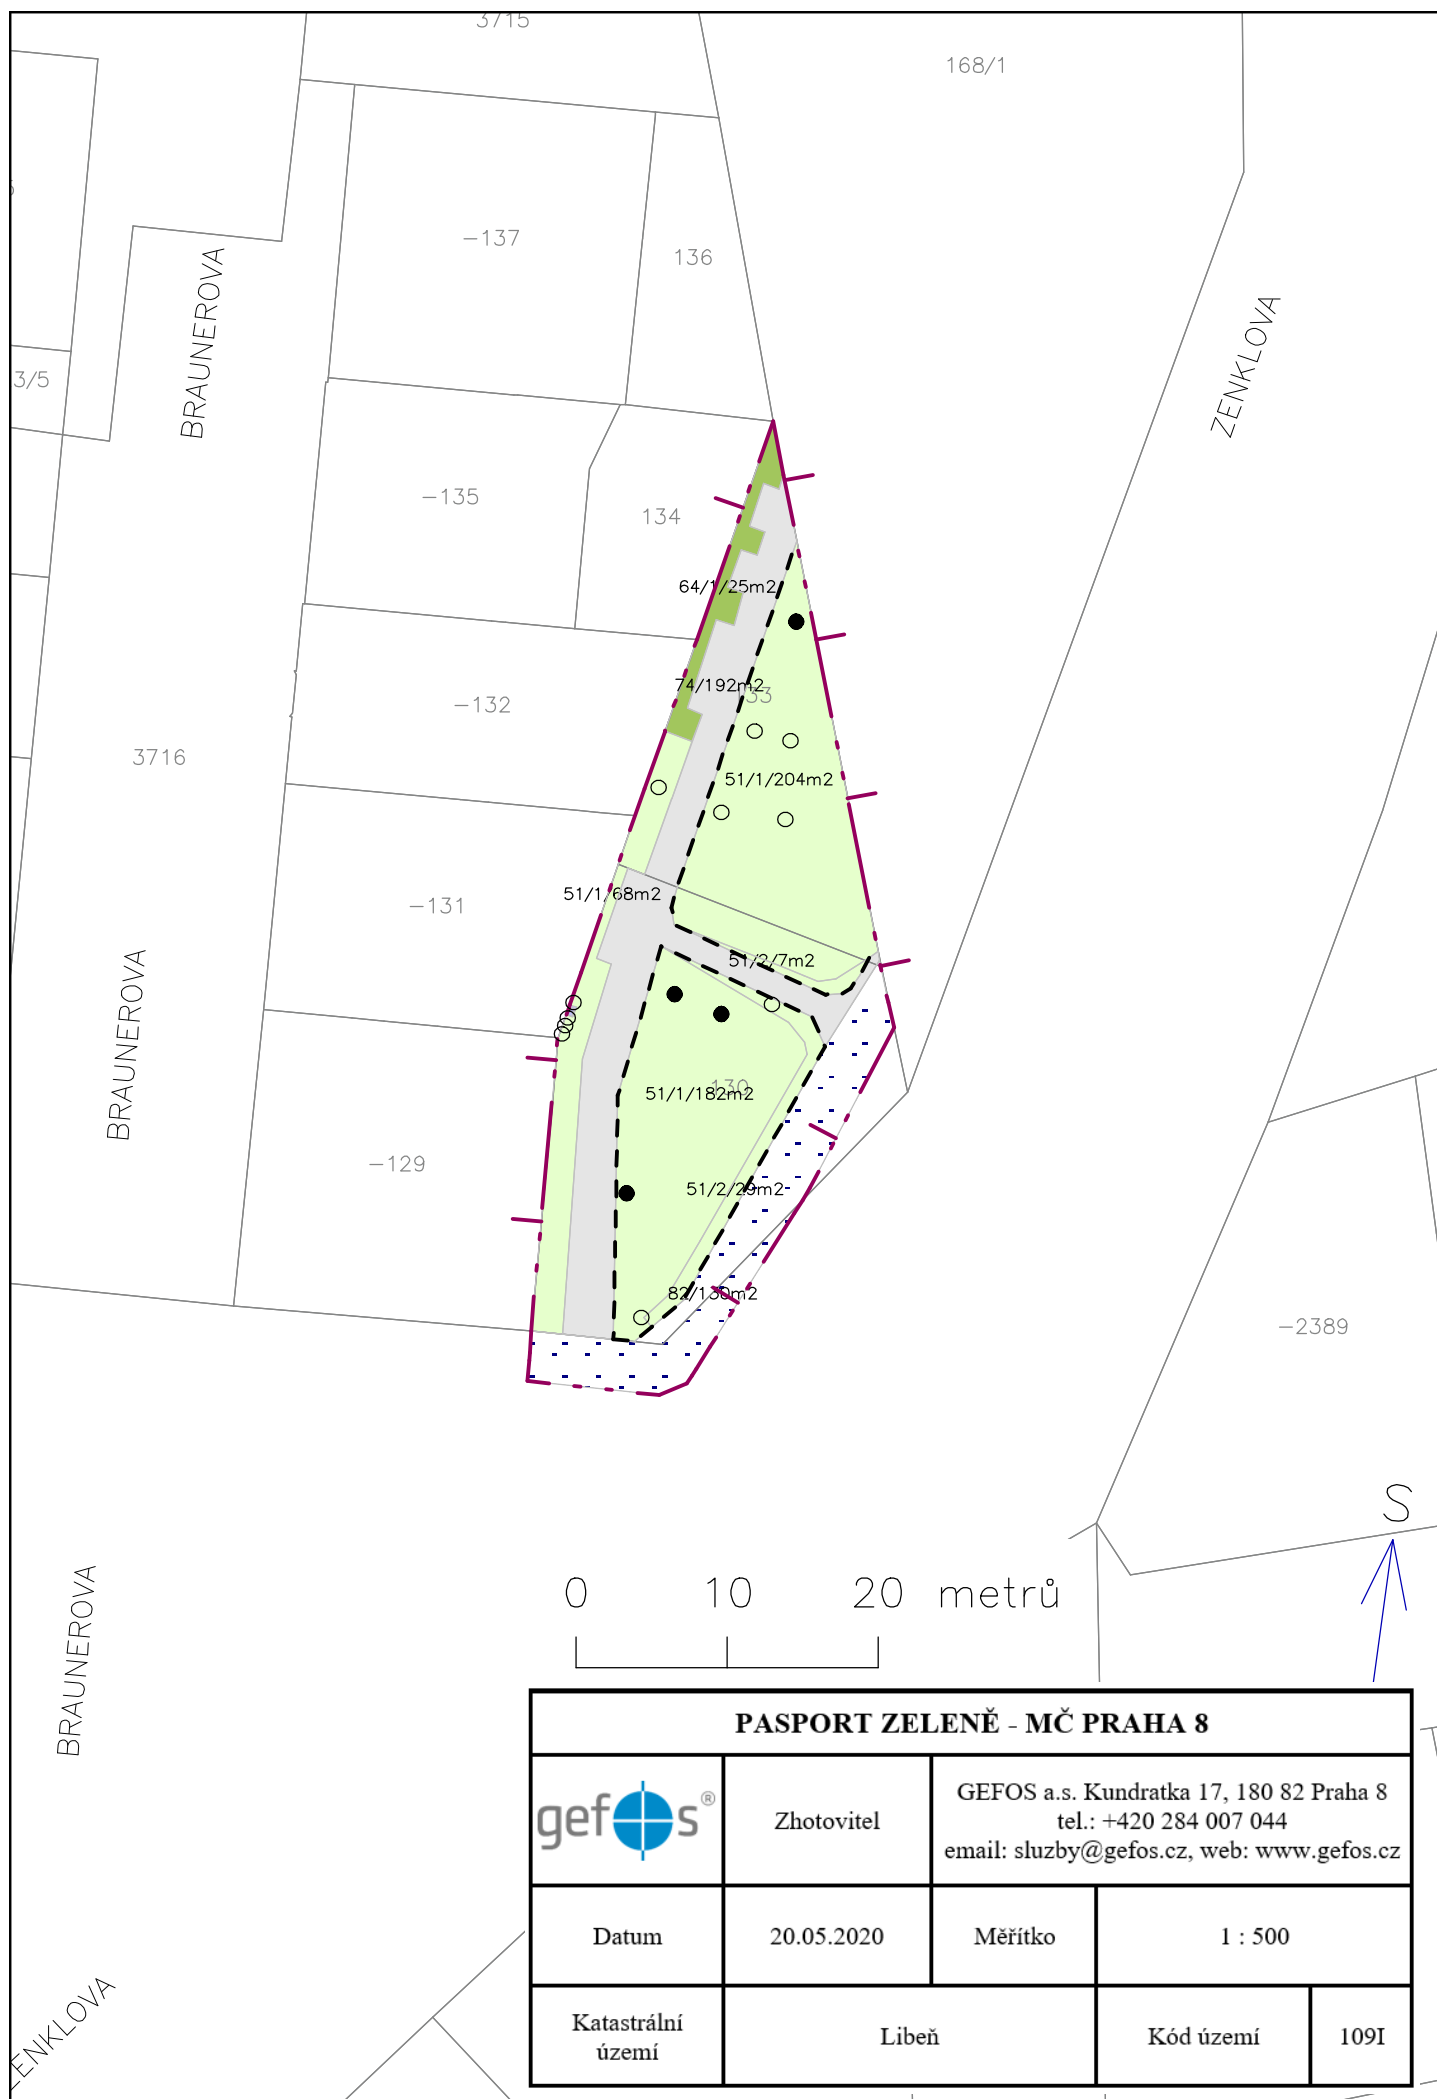 3715
168/1
-137
136
BRAUNEROVA
ZENKLOVA
3/5
-135
134
64/1/25m2
74/192m2
-132
3716
51/1/204m2
51/1/68m2
-131
51/2/7m2
BRAUNEROVA
130
51/1/182m2
-129
51/2/29m2
82/130m2
-2389
S
0 10 20 metrů
BRAUNEROVA
PASPORT ZELENĚ - MČ PRAHA 8
gefos®
Zhotovitel
GEFOS a.s. Kundratka 17, 180 82 Praha 8
tel.: +420 284 007 044
email: sluzby@gefos.cz, web: www.gefos.cz
Datum
20.05.2020
Měřítko
1 : 500
Katastrální
území
Libeň
Kód území
109I
ZENKLOVA